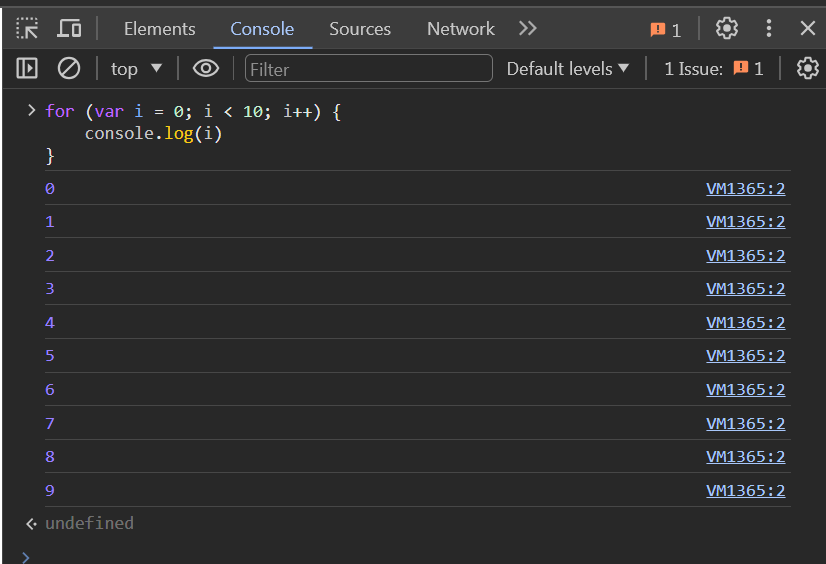 Elements Console Sources Network 1
top Filter Default levels 1 Issue: 1
for (var i = 0; i < 10; i++) {
    console.log(i)
}
0 VM1365:2
1 VM1365:2
2 VM1365:2
3 VM1365:2
4 VM1365:2
5 VM1365:2
6 VM1365:2
7 VM1365:2
8 VM1365:2
9 VM1365:2
undefined